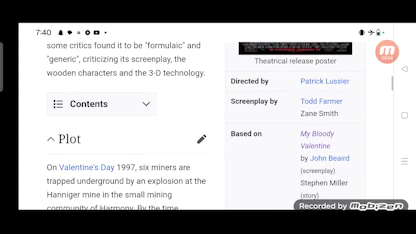 7:40
some critics found it to be "formulaic" and
"generic", criticizing its screenplay, the
wooden characters and the 3-D technology.
Contents
Plot
On Valentine's Day 1997, six miners are
trapped underground by an explosion at the
Hanniger mine in the small mining
community of Harmony. By the time
Theatrical release poster
Directed by Patrick Lussier
Screenplay by Todd Farmer
Zane Smith
Based on My Bloody
Valentine
by John Beaird
(screenplay)
Stephen Miller
(story)
Recorded by Mobizen